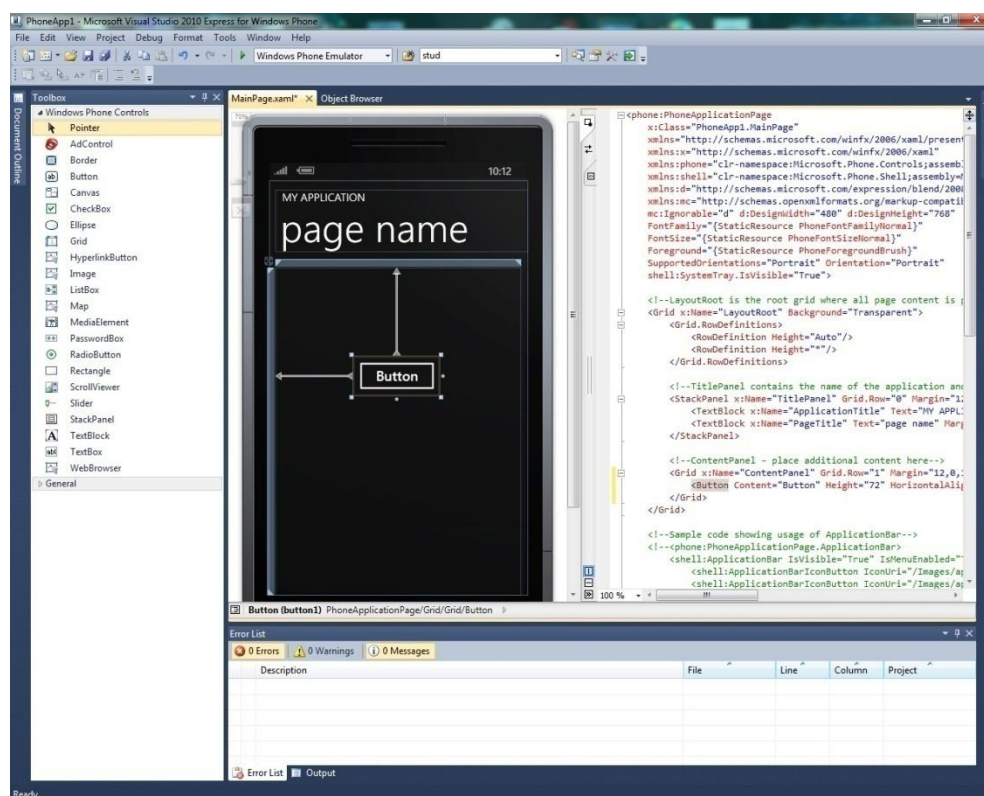 PhoneApp1 - Microsoft Visual Studio 2010 Express for Windows Phone
File Edit View Project Debug Format Tools Window Help
Windows Phone Emulator stud
Document Outline
Toolbox
Windows Phone Controls
Pointer
AdControl
Border
Button
Canvas
CheckBox
Ellipse
Grid
HyperlinkButton
Image
ListBox
Map
MediaElement
PasswordBox
RadioButton
Rectangle
ScrollViewer
Slider
StackPanel
TextBlock
TextBox
WebBrowser
General
MainPage.xaml* Object Browser
10:12
MY APPLICATION
page name
Button
<phone:PhoneApplicationPage
x:Class="PhoneApp1.MainPage"
xmlns="http://schemas.microsoft.com/winfx/2006/xaml/present
xmlns:x="http://schemas.microsoft.com/winfx/2006/xaml"
xmlns:phone="clr-namespace:Microsoft.Phone.Controls;assemb
xmlns:shell="clr-namespace:Microsoft.Phone.Shell;assembly=
xmlns:d="http://schemas.microsoft.com/expression/blend/200
xmlns:mc="http://schemas.openxmlformats.org/markup-compati
mc:Ignorable="d" d:DesignWidth="480" d:DesignHeight="768"
FontFamily="{StaticResource PhoneFontFamilyNormal}"
FontSize="{StaticResource PhoneFontSizeNormal}"
Foreground="{StaticResource PhoneForegroundBrush}"
SupportedOrientations="Portrait" Orientation="Portrait"
shell:SystemTray.IsVisible="True">
<!--LayoutRoot is the root grid where all page content is
<Grid x:Name="LayoutRoot" Background="Transparent">
<Grid.RowDefinitions>
<RowDefinition Height="Auto"/>
<RowDefinition Height="*"/>
</Grid.RowDefinitions>
<!--TitlePanel contains the name of the application and
<StackPanel x:Name="TitlePanel" Grid.Row="0" Margin="12
<TextBlock x:Name="ApplicationTitle" Text="MY APPL
<TextBlock x:Name="PageTitle" Text="page name" Mar
</StackPanel>
<!--ContentPanel - place additional content here-->
<Grid x:Name="ContentPanel" Grid.Row="1" Margin="12,0,
<Button Content="Button" Height="72" HorizontalAli
</Grid>
</Grid>
<!--Sample code showing usage of ApplicationBar-->
<!--<phone:PhoneApplicationPage.ApplicationBar>
<shell:ApplicationBar IsVisible="True" IsMenuEnabled="
<shell:ApplicationBarIconButton IconUri="/Images/a
<shell:ApplicationBarIconButton IconUri="/Images/a
100 %
Button (button1) PhoneApplicationPage/Grid/Grid/Button
Error List
0 Errors 0 Warnings 0 Messages
Description File Line Column Project
Error List Output
Ready